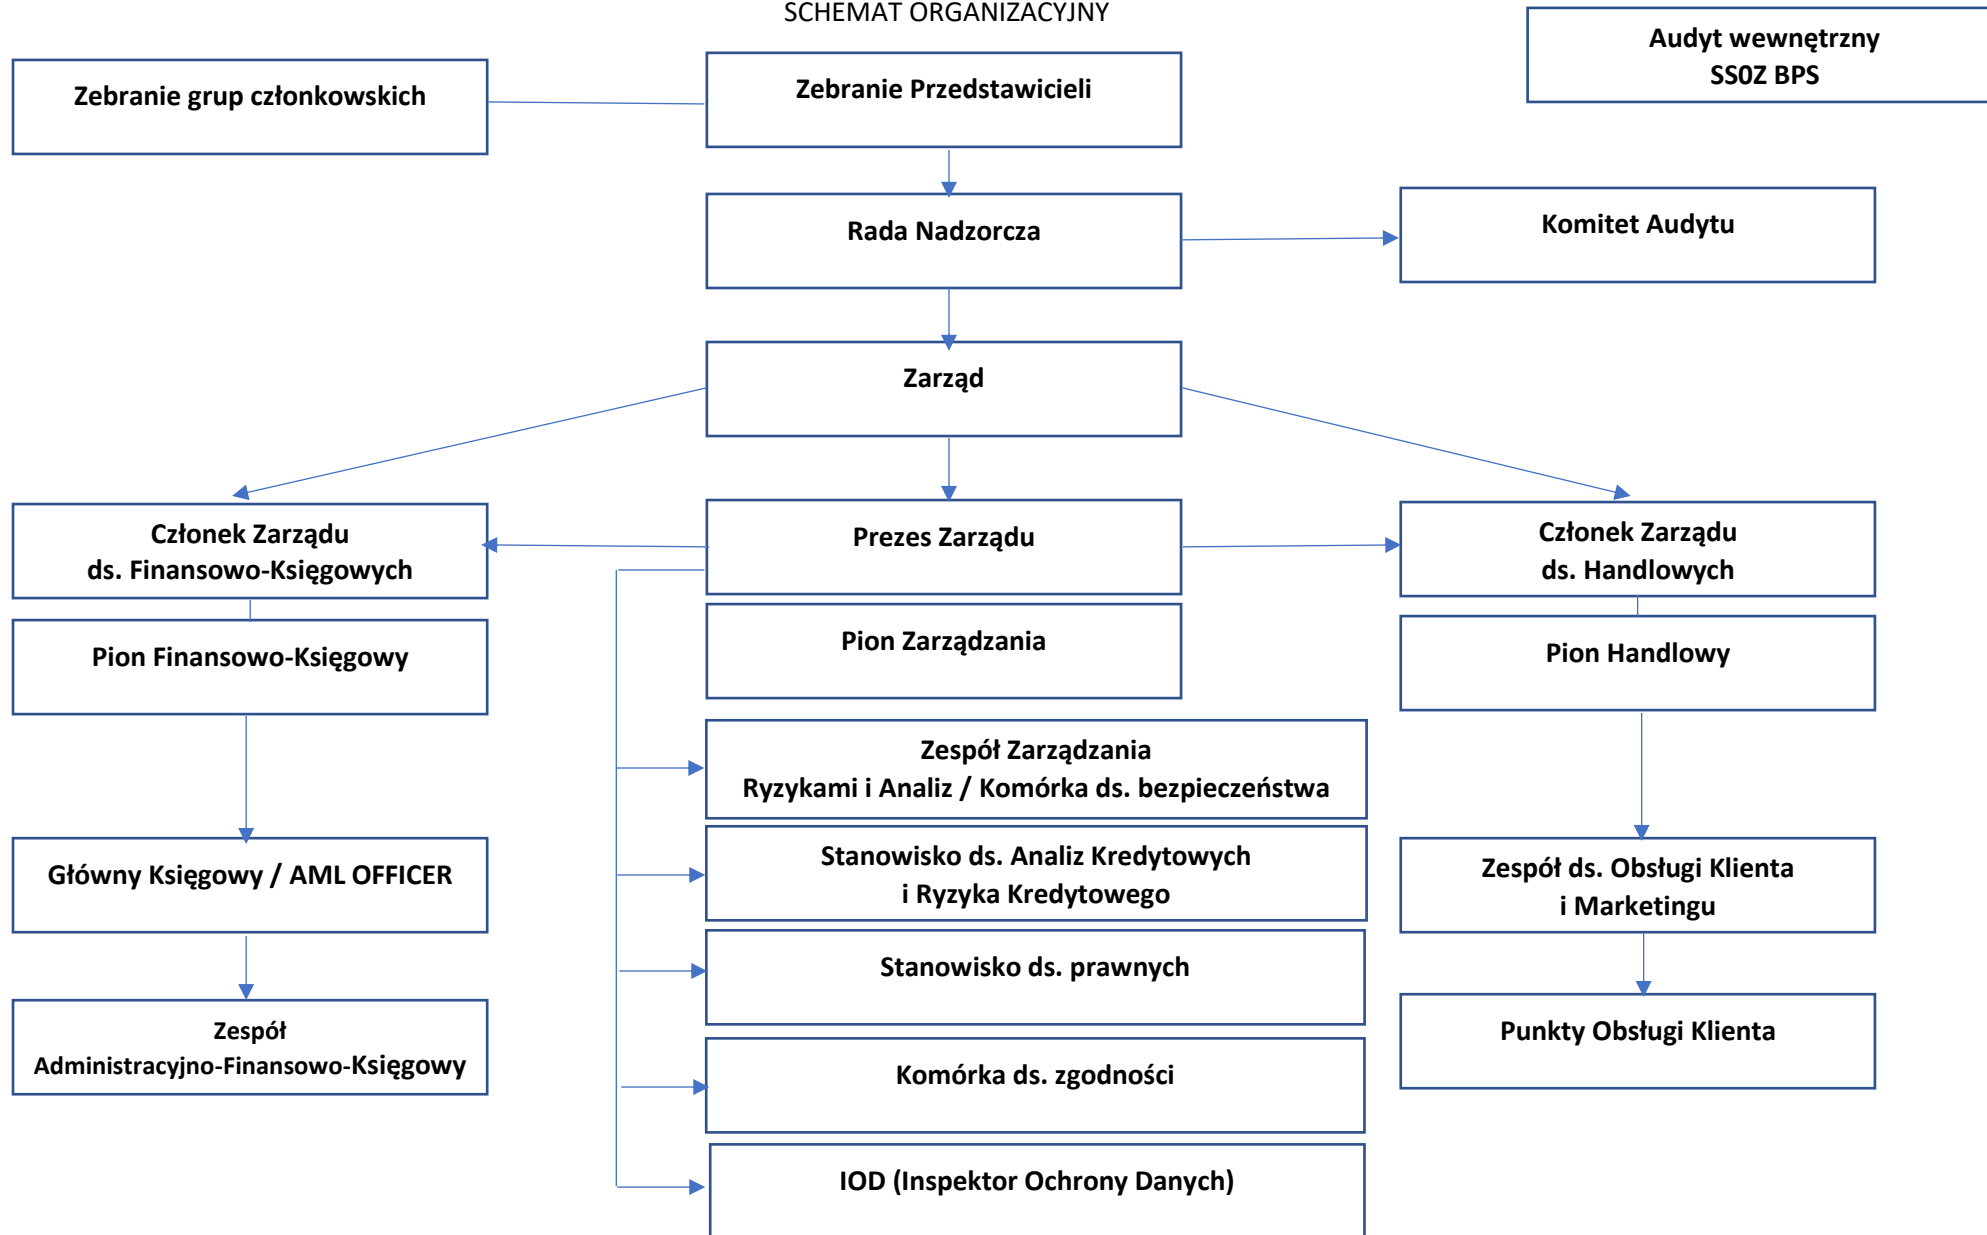 SCHEMAT ORGANIZACYJNY
Audyt wewnętrzny
SS0Z BPS
Zebranie grup członkowskich
Zebranie Przedstawicieli
Rada Nadzorcza
Komitet Audytu
Zarząd
Członek Zarządu
ds. Finansowo-Księgowych
Prezes Zarządu
Członek Zarządu
ds. Handlowych
Pion Finansowo-Księgowy
Pion Zarządzania
Pion Handlowy
Zespół Zarządzania
Ryzykami i Analiz / Komórka ds. bezpieczeństwa
Główny Księgowy / AML OFFICER
Stanowisko ds. Analiz Kredytowych
i Ryzyka Kredytowego
Zespół ds. Obsługi Klienta
i Marketingu
Stanowisko ds. prawnych
Zespół
Administracyjno-Finansowo-Księgowy
Punkty Obsługi Klienta
Komórka ds. zgodności
IOD (Inspektor Ochrony Danych)